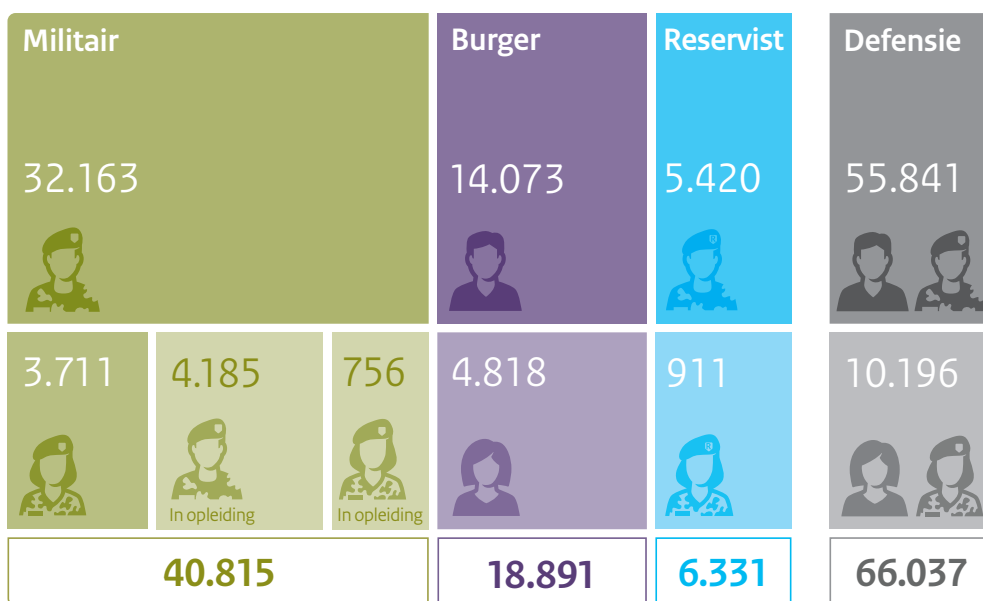 Militair
Burger
Reservist
Defensie
32.163
14.073
5.420
55.841
3.711
4.185
756
4.818
911
10.196
In opleiding
In opleiding
40.815
18.891
6.331
66.037